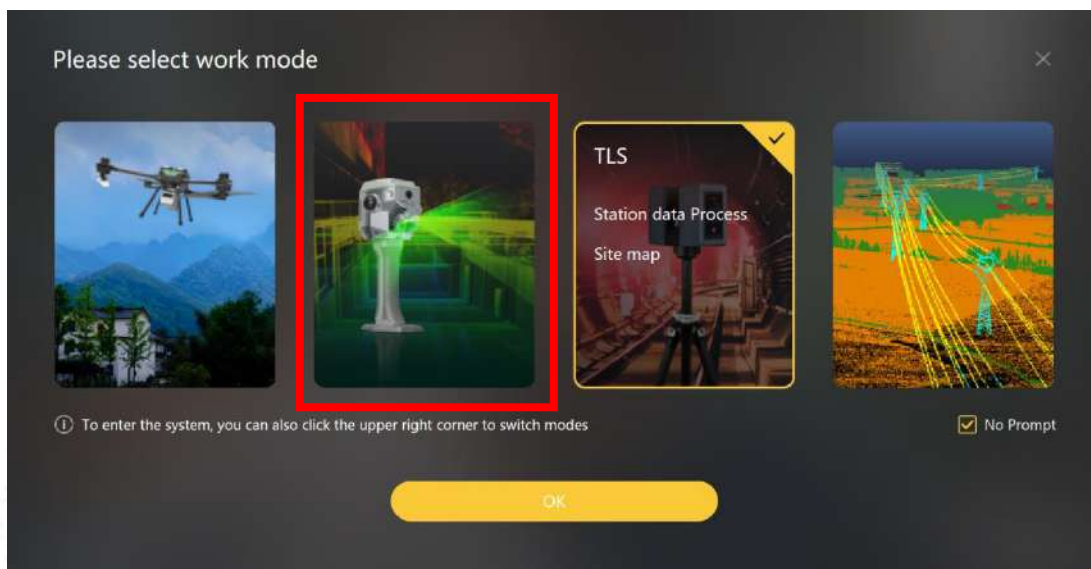 Please select work mode
TLS
Station data Process
Site map
To enter the system, you can also click the upper right corner to switch modes
No Prompt
OK